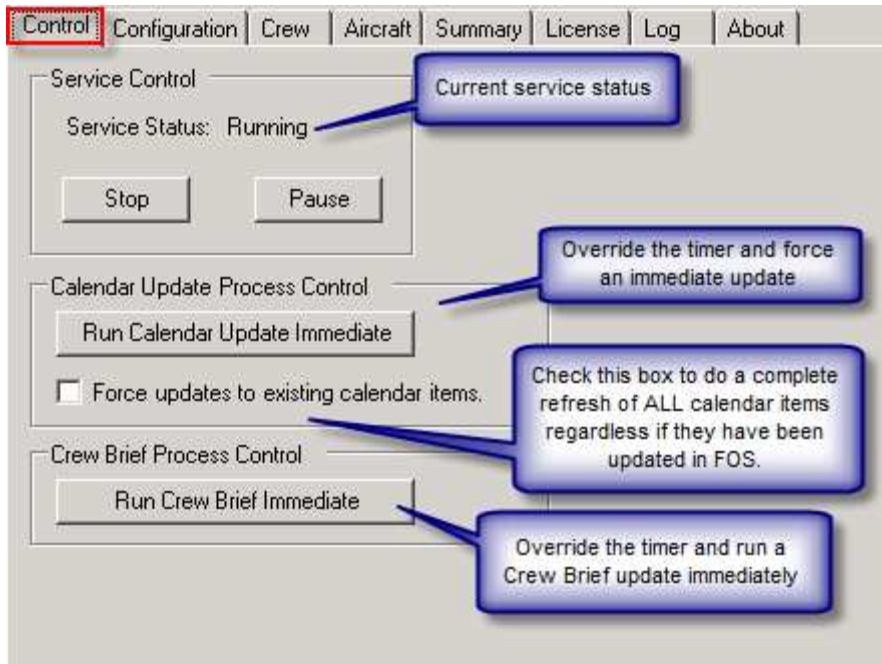 Control Configuration Crew Aircraft Summary License Log About
Service Control
Current service status
Service Status: Running
Stop Pause
Override the timer and force
an immediate update
Calendar Update Process Control
Run Calendar Update Immediate
Check this box to do a complete
refresh of ALL calendar items
regardless if they have been
updated in FOS.
Force updates to existing calendar items.
Crew Brief Process Control
Run Crew Brief Immediate
Override the timer and run a
Crew Brief update immediately